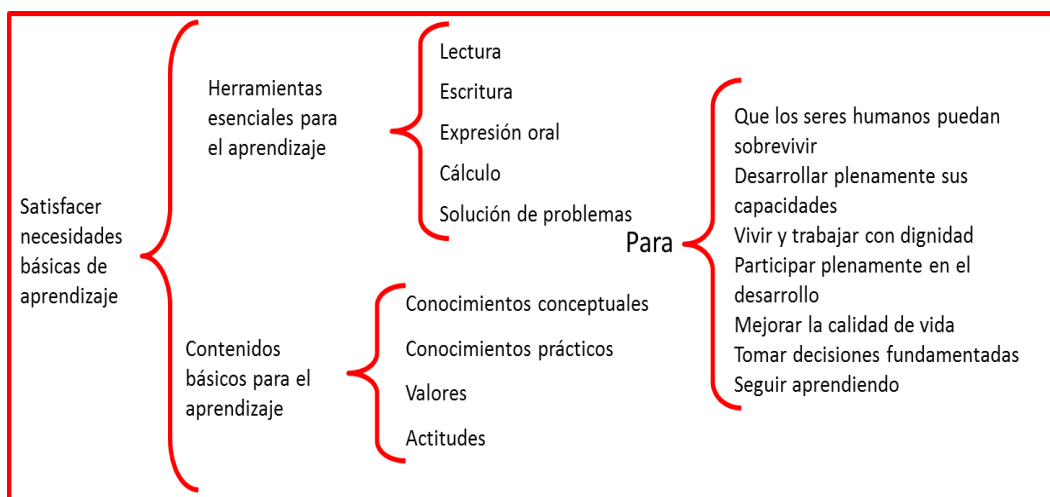 Satisfacer
necesidades
básicas de
aprendizaje
Herramientas
esenciales para
el aprendizaje
Lectura
Escritura
Expresión oral
Cálculo
Solución de problemas
Contenidos
básicos para el
aprendizaje
Conocimientos conceptuales
Conocimientos prácticos
Valores
Actitudes
Para
Que los seres humanos puedan
sobrevivir
Desarrollar plenamente sus
capacidades
Vivir y trabajar con dignidad
Participar plenamente en el
desarrollo
Mejorar la calidad de vida
Tomar decisiones fundamentadas
Seguir aprendiendo